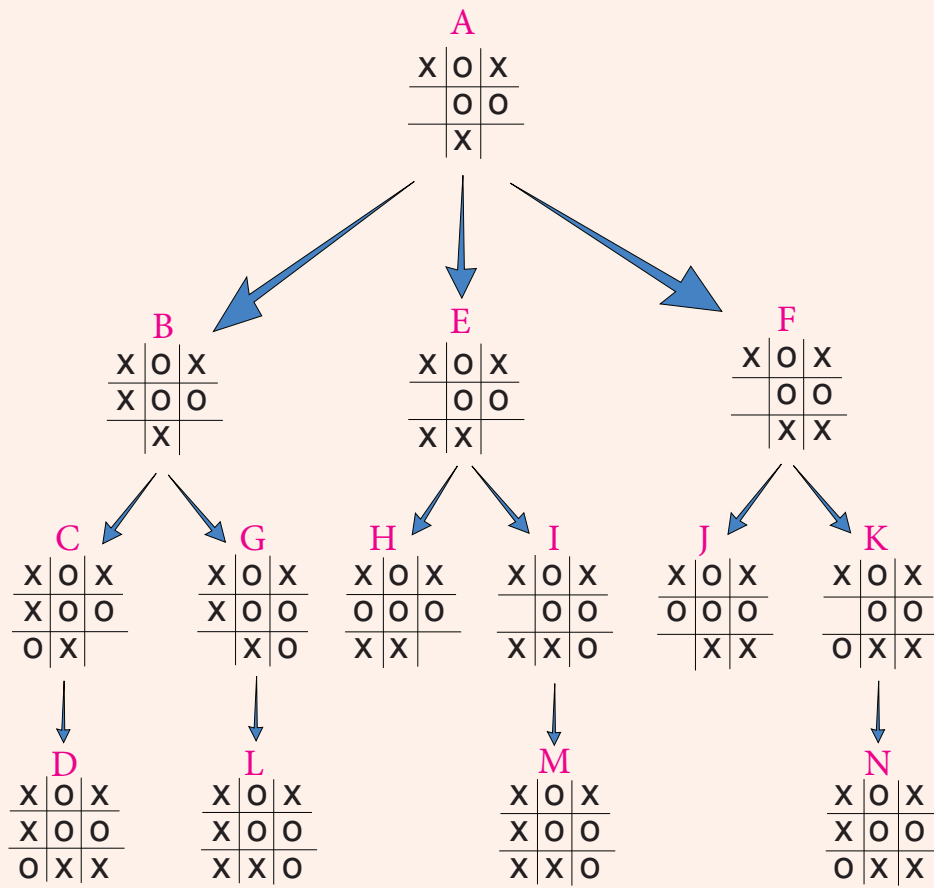 A
X O X
O O
X
B
X O X
X O O
X
E
X O X
O O
X X
F
X O X
O O
X X
C
X O X
X O O
O X
G
X O X
X O O
X O
H
X O X
O O O
X X
I
X O X
O O
X X O
J
X O X
O O O
X X
K
X O X
O O
O X X
D
X O X
X O O
O X X
L
X O X
X O O
X X O
M
X O X
X O O
X X O
N
X O X
X O O
O X X